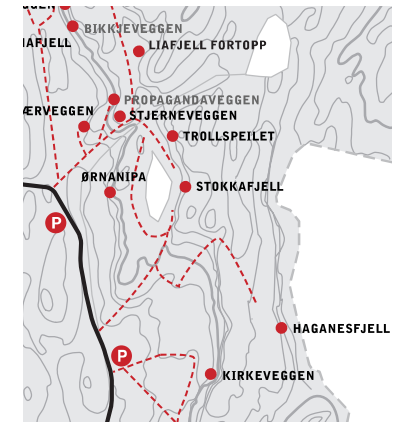 BIKKJEVEGGEN
LIAFJELL FORTOPP
PROPAGANDAVEGGEN
STJERNEVEGGEN
TROLLSPEILET
ØRNANIPA
STOKKAFJELL
P
HAGANESFJELL
P
KIRKEVEGGEN